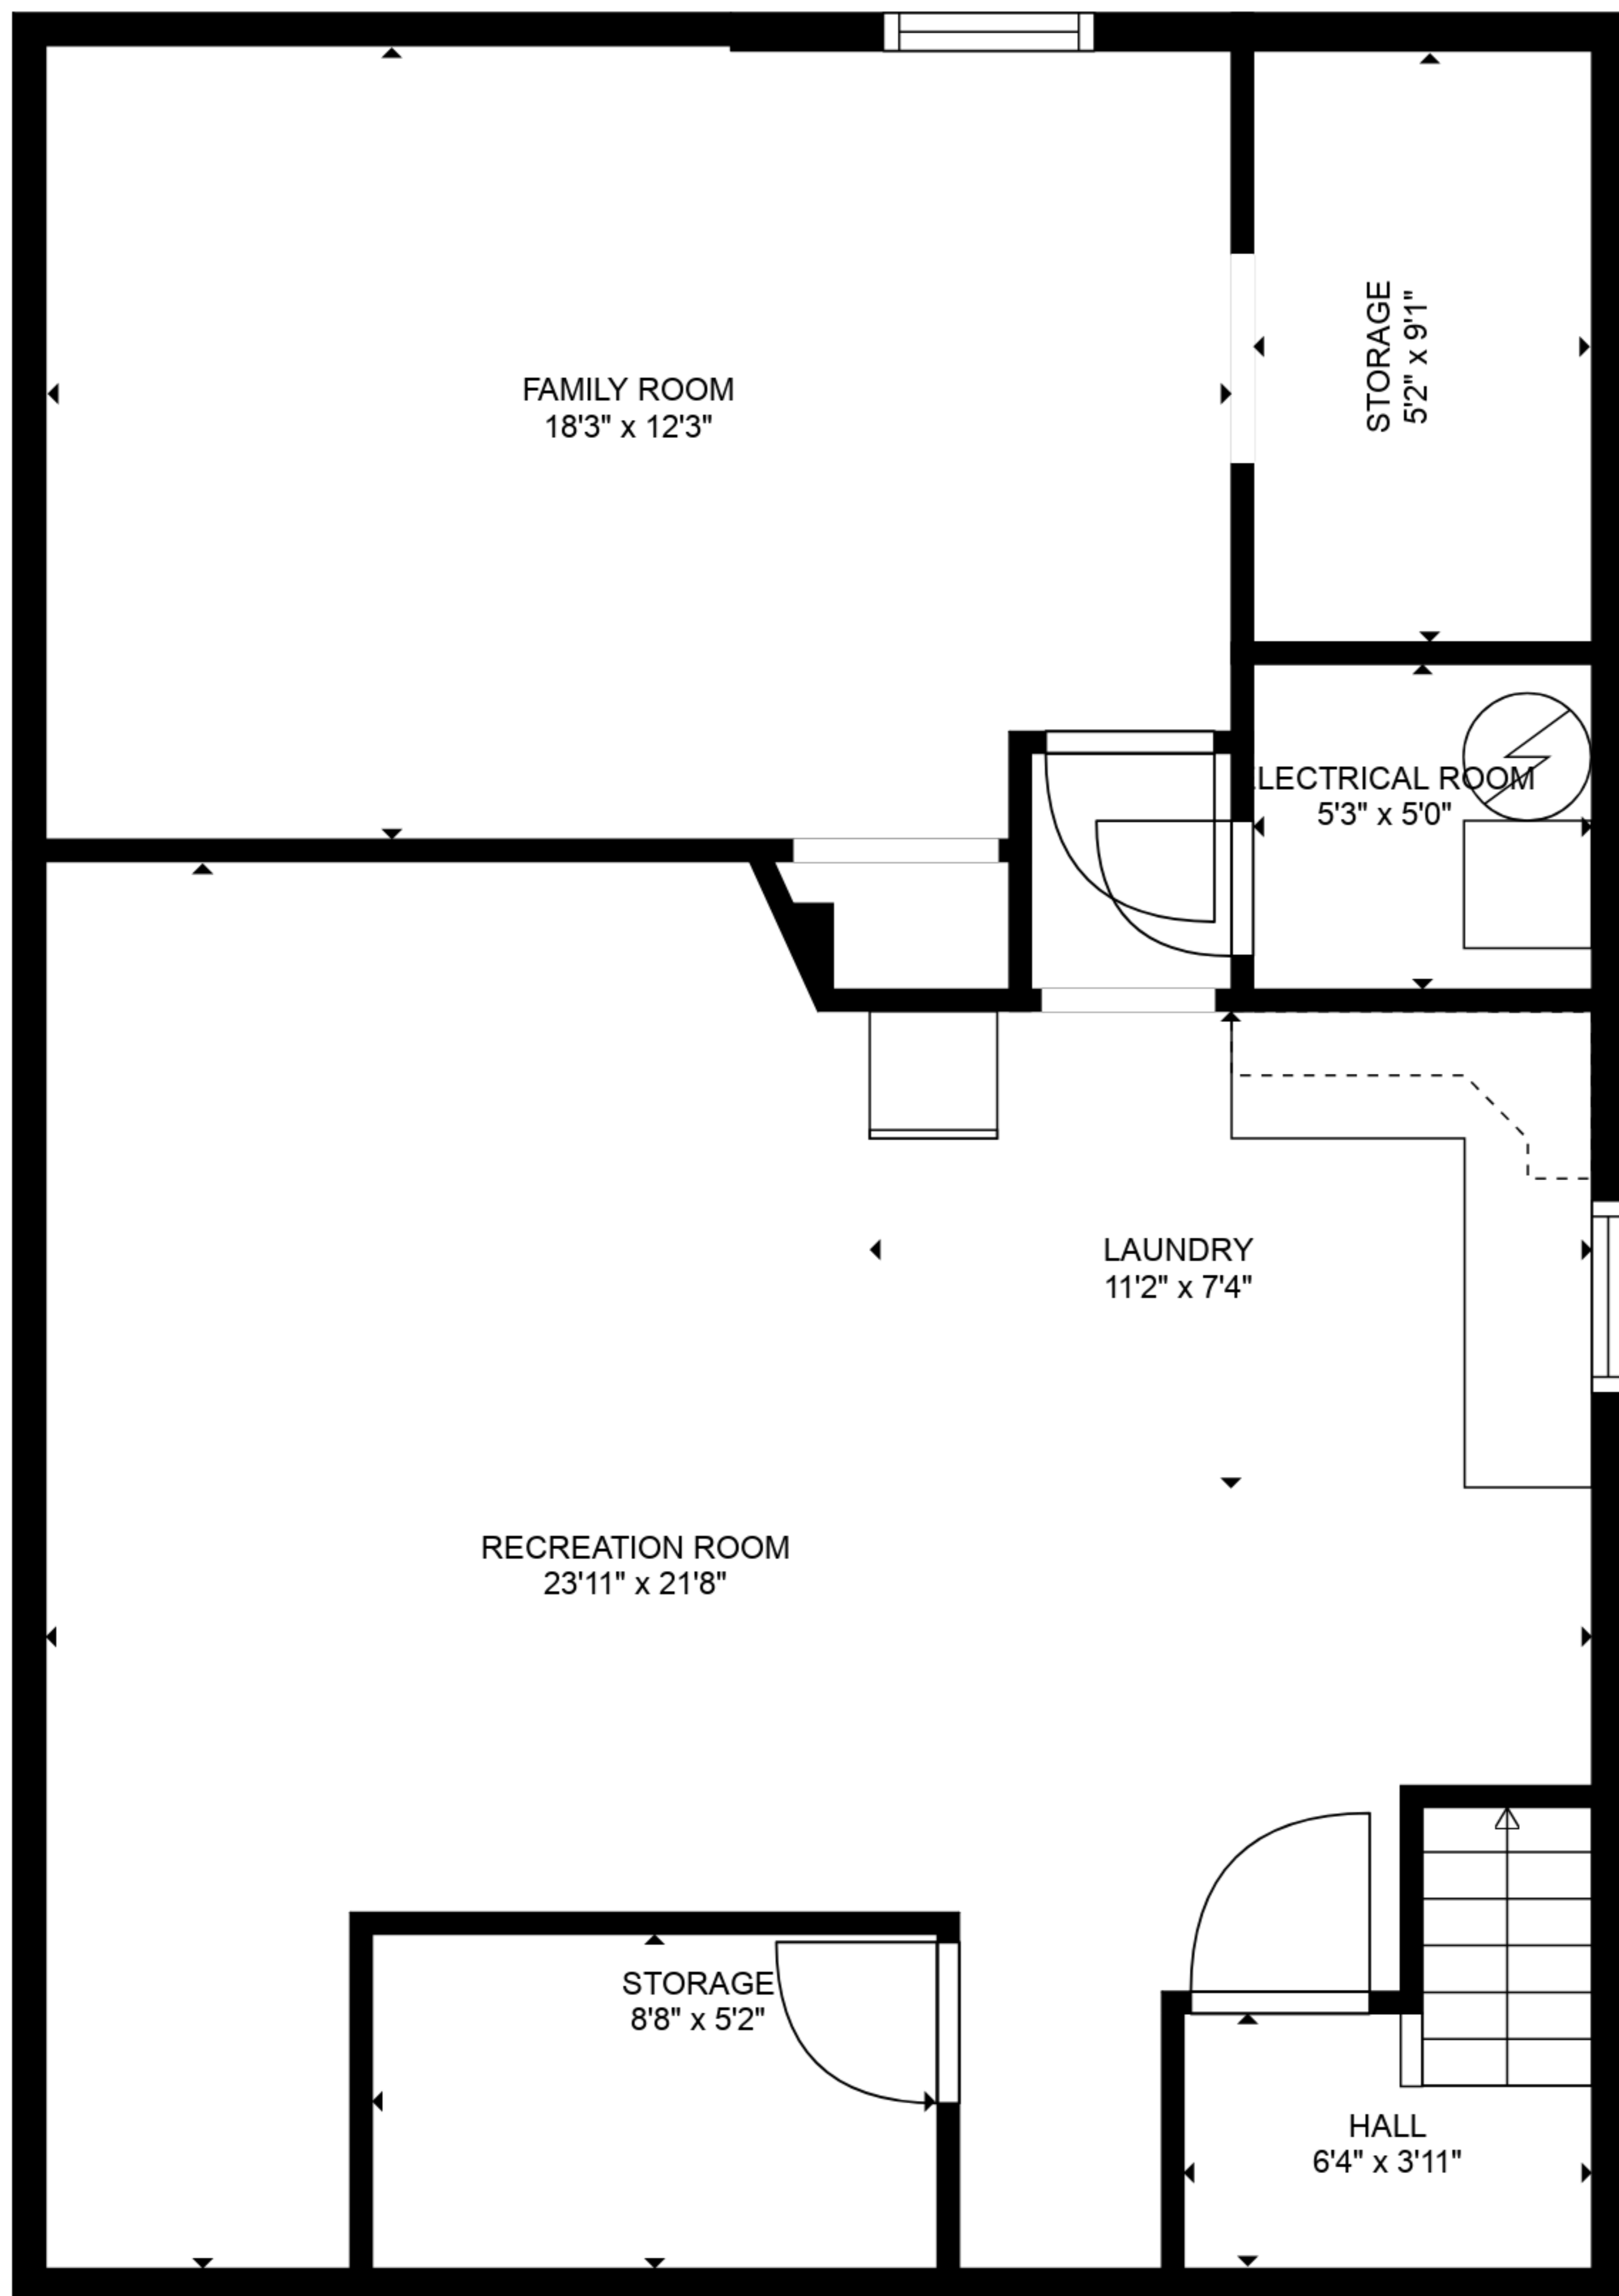 FAMILY ROOM
18'3" x 12'3"
STORAGE
5'2" x 9'1"
LECTRICAL ROOM
5'3" x 5'0"
LAUNDRY
11'2" x 7'4"
RECREATION ROOM
23'11" x 21'8"
STORAGE
8'8" x 5'2"
HALL
6'4" x 3'11"